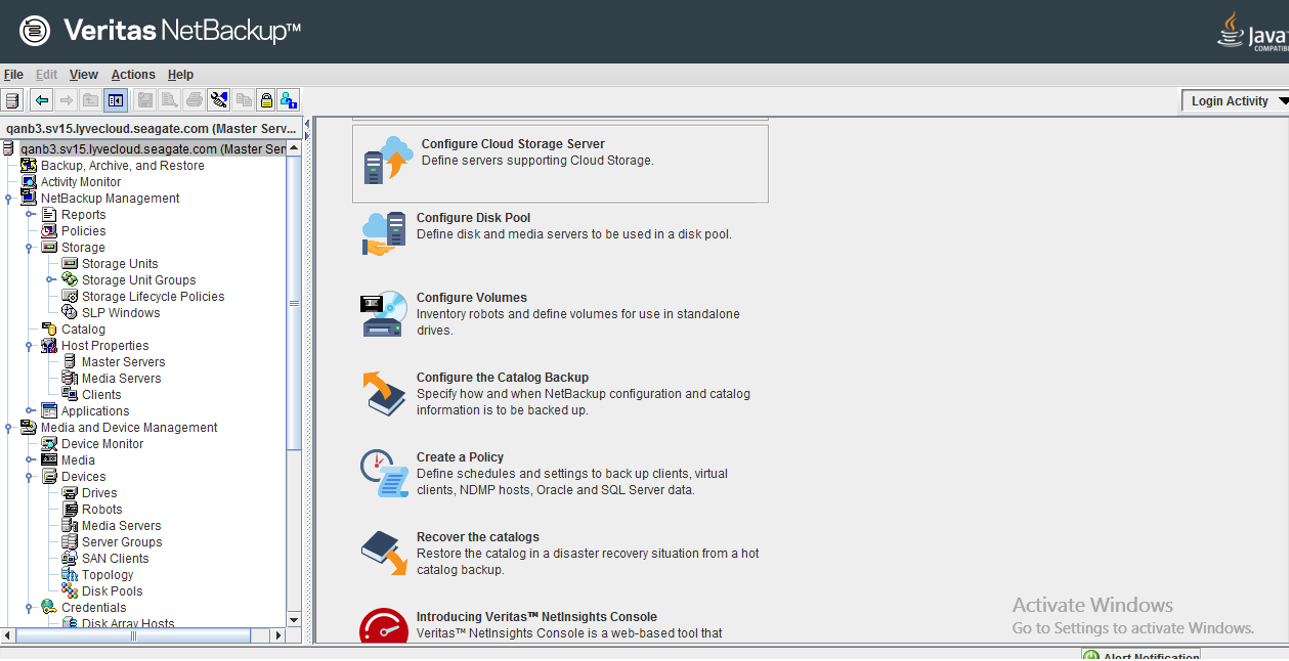 Veritas NetBackup™
Java
COMPATIBLE
File Edit View Actions Help
Login Activity
qanb3.sv15.lyvecloud.seagate.com (Master Serv...
qanb3.sv15.lyvecloud.seagate.com (Master Ser
Backup, Archive, and Restore
Activity Monitor
NetBackup Management
Reports
Policies
Storage
Storage Units
Storage Unit Groups
Storage Lifecycle Policies
SLP Windows
Catalog
Host Properties
Master Servers
Media Servers
Clients
Applications
Media and Device Management
Device Monitor
Media
Devices
Drives
Robots
Media Servers
Server Groups
SAN Clients
Topology
Disk Pools
Credentials
Disk Array Hosts
Configure Cloud Storage Server
Define servers supporting Cloud Storage.
Configure Disk Pool
Define disk and media servers to be used in a disk pool.
Configure Volumes
Inventory robots and define volumes for use in standalone
drives.
Configure the Catalog Backup
Specify how and when NetBackup configuration and catalog
information is to be backed up.
Create a Policy
Define schedules and settings to back up clients, virtual
clients, NDMP hosts, Oracle and SQL Server data.
Recover the catalogs
Restore the catalog in a disaster recovery situation from a hot
catalog backup.
Introducing Veritas™ NetInsights Console
Veritas™ NetInsights Console is a web-based tool that
Activate Windows
Go to Settings to activate Windows.
Alert Notification